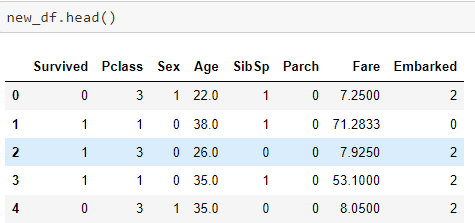 new_df.head()
Survived Pclass Sex Age SibSp Parch Fare Embarked
0 0 3 1 22.0 1 0 7.2500 2
1 1 1 0 38.0 1 0 71.2833 0
2 1 3 0 26.0 0 0 7.9250 2
3 1 1 0 35.0 1 0 53.1000 2
4 0 3 1 35.0 0 0 8.0500 2